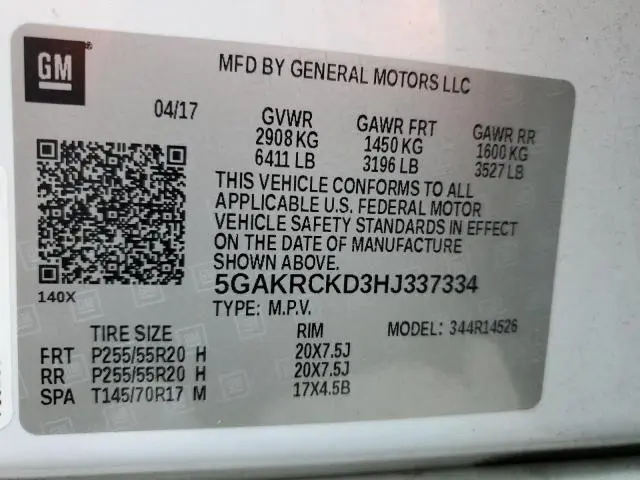 GM
MFD BY GENERAL MOTORS LLC
04/17
GVWR GAWR FRT GAWR RR
2908 KG 1450 KG 1600 KG
6411 LB 3196 LB 3527 LB
THIS VEHICLE CONFORMS TO ALL
APPLICABLE U.S. FEDERAL MOTOR
VEHICLE SAFETY STANDARDS IN EFFECT
ON THE DATE OF MANUFACTURE
SHOWN ABOVE.
140X
5GAKRCKD3HJ337334
TYPE: M.P.V.
TIRE SIZE RIM MODEL: 344R14526
FRT P255/55R20 H 20X7.5J
RR P255/55R20 H 20X7.5J
SPA T145/70R17 M 17X4.5B